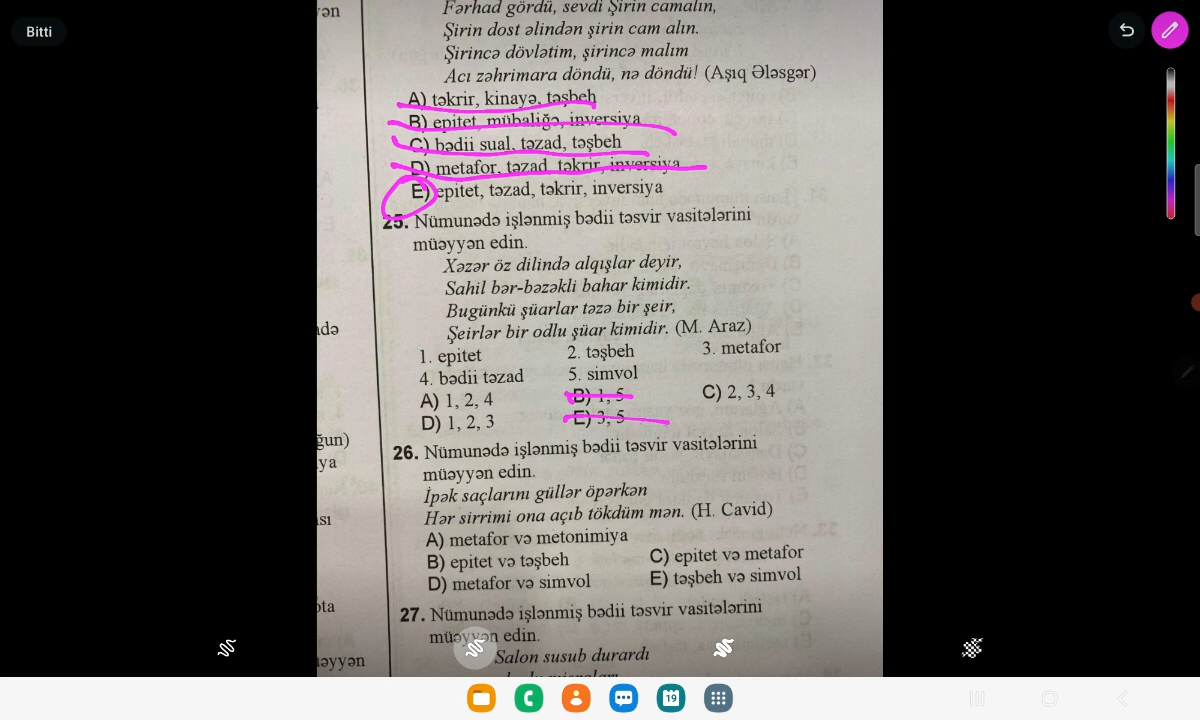 Bitti
vən
Fərhad gördü, sevdi Şirin camalın,
Şirin dost əlindən şirin cam alın.
Şirincə dövlətim, şirincə malım
Acı zəhrimara döndü, nə döndü! (Aşıq Ələsgər)
A) təkrir, kinayə, təşbeh
B) epitet, mübaliğə, inversiya
C) bədii sual, təzad, təşbeh
D) metafor, təzad, təkrir, inversiya
E) epitet, təzad, təkrir, inversiya
25. Nümunədə işlənmiş bədii təsvir vasitələrini
müəyyən edin.
Xəzər öz dilində alqışlar deyir,
Sahil bər-bəzəkli bahar kimidir.
Bugünkü şüarlar təzə bir şeir,
Şeirlər bir odlu şüar kimidir. (M. Araz)
1. epitet 2. təşbeh 3. metafor
4. bədii təzad 5. simvol
A) 1, 2, 4 B) 1, 5 C) 2, 3, 4
D) 1, 2, 3 E) 3, 5
26. Nümunədə işlənmiş bədii təsvir vasitələrini
müəyyən edin.
İpək saçlarını güllər öpərkən
Hər sirrimi ona açıb tökdüm mən. (H. Cavid)
A) metafor və metonimiya
B) epitet və təşbeh C) epitet və metafor
D) metafor və simvol E) təşbeh və simvol
27. Nümunədə işlənmiş bədii təsvir vasitələrini
müəyyən edin.
Salon susub durardı
19